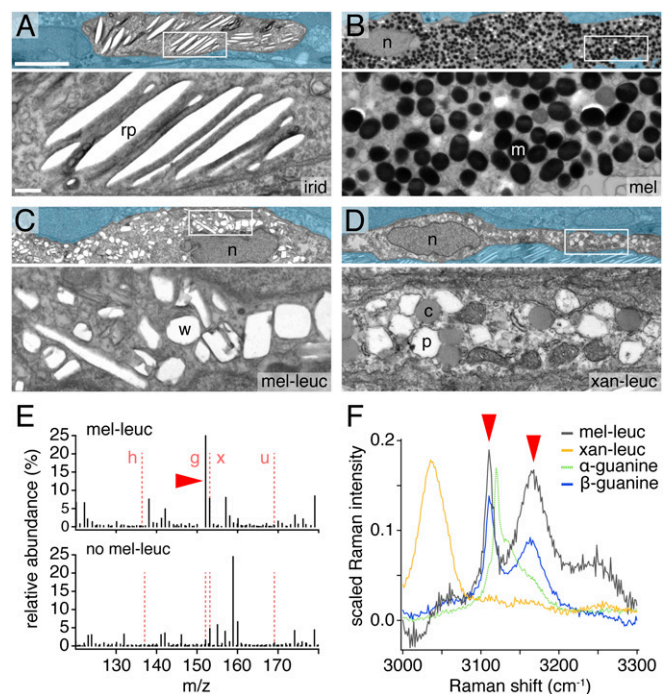 A
rp
irid
B
n
m
mel
C
n
w
mel-leuc
D
n
c
p
xan-leuc
E
mel-leuc
h g x u
25
20
15
10
5
0
no mel-leuc
25
20
15
10
5
0
relative abundance (%)
130 140 150 160 170
m/z
F
mel-leuc
xan-leuc
α-guanine
β-guanine
0.2
0.1
0.0
scaled Raman intensity
3000 3100 3200 3300
Raman shift (cm⁻¹)